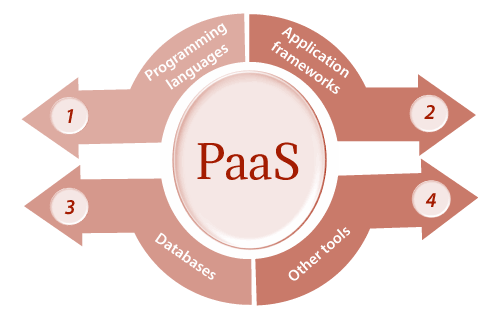 Programming
languages
Application
frameworks
1
2
PaaS
3
4
Databases
Other tools